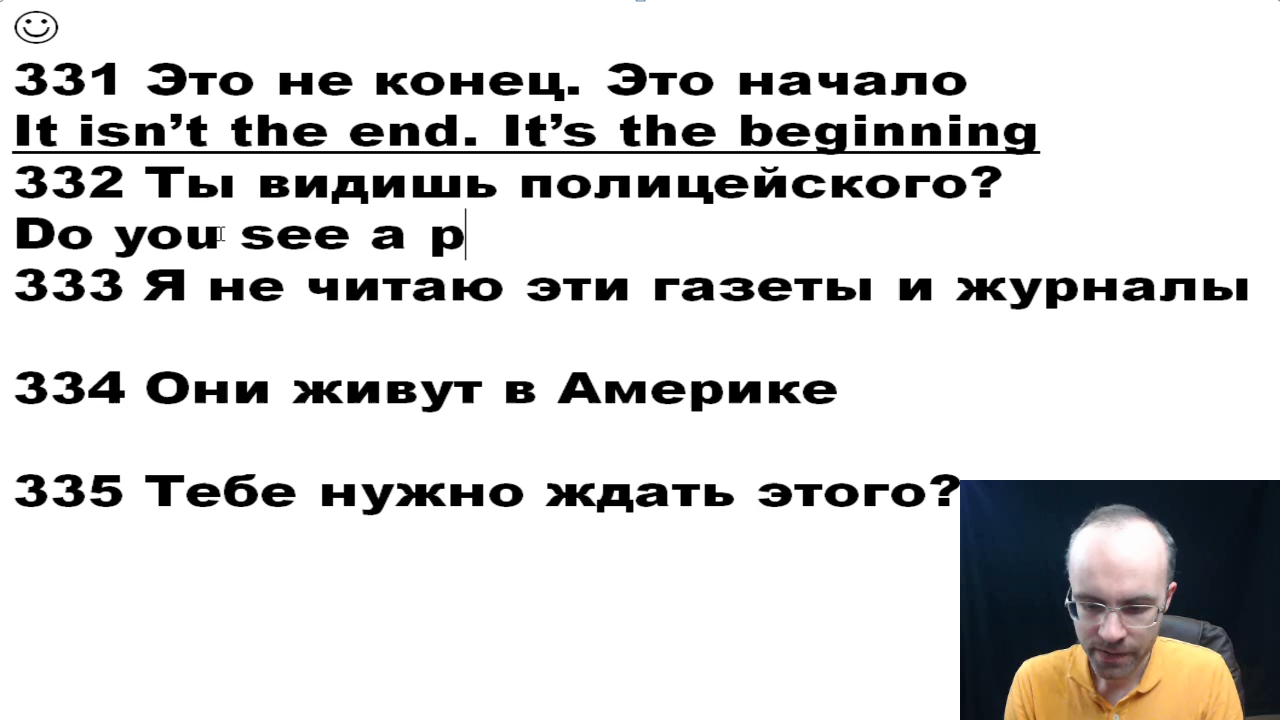 331 Это не конец. Это начало
It isn’t the end. It’s the beginning
332 Ты видишь полицейского?
Do you see a p
333 Я не читаю эти газеты и журналы
334 Они живут в Америке
335 Тебе нужно ждать этого?